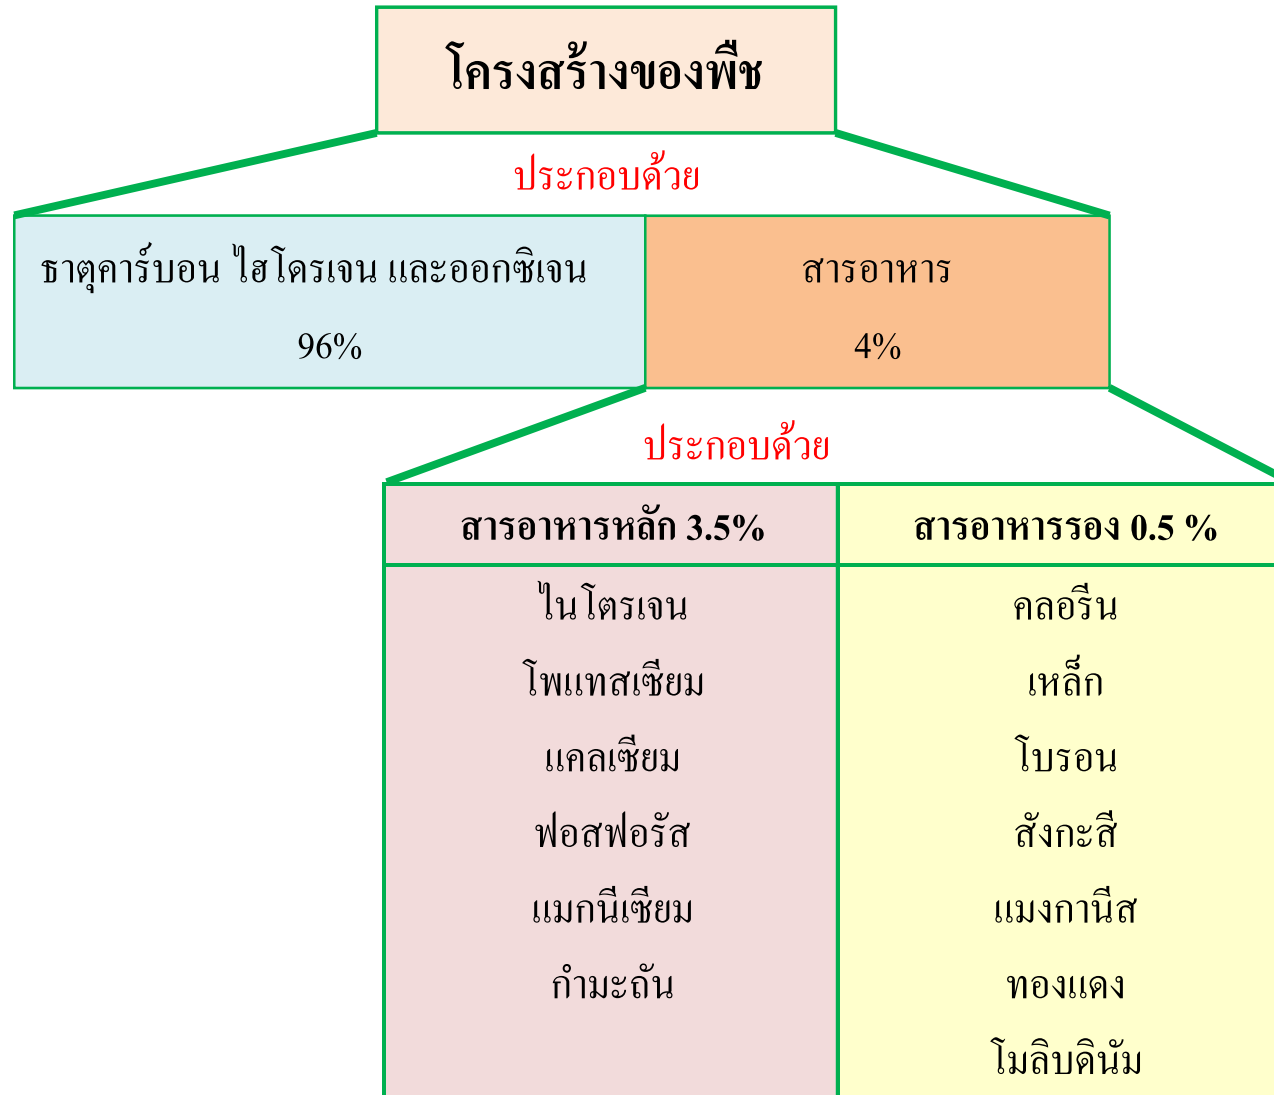 โครงสร้างของพืช
ประกอบด้วย
ธาตุคาร์บอน ไฮโดรเจน และออกซิเจน
96%
สารอาหาร
4%
ประกอบด้วย
สารอาหารหลัก 3.5%
ไนโตรเจน
โพแทสเซียม
แคลเซียม
ฟอสฟอรัส
แมกนีเซียม
กำมะถัน
สารอาหารรอง 0.5 %
คลอรีน
เหล็ก
โบรอน
สังกะสี
แมงกานีส
ทองแดง
โมลิบดินัม